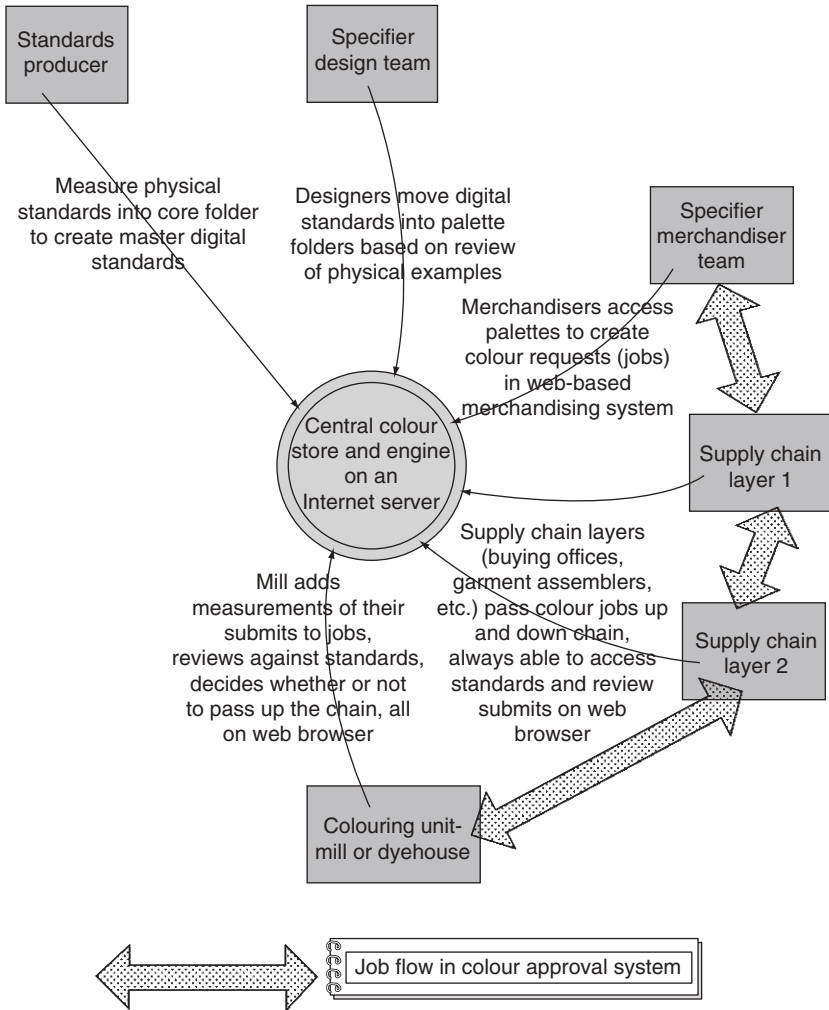 Standards
producer
Specifier
design team
Measure physical
standards into core folder
to create master digital
standards
Designers move digital
standards into palette
folders based on review
of physical examples
Specifier
merchandiser
team
Merchandisers access
palettes to create
colour requests (jobs)
in web-based
merchandising system
Central colour
store and engine
on an
Internet server
Supply chain
layer 1
Supply chain layers
(buying offices,
garment assemblers,
etc.) pass colour jobs up
and down chain,
always able to access
standards and review
submits on web
browser
Mill adds
measurements of their
submits to jobs,
reviews against standards,
decides whether or not
to pass up the chain, all
on web browser
Supply chain
layer 2
Colouring unit-
mill or dyehouse
Job flow in colour approval system